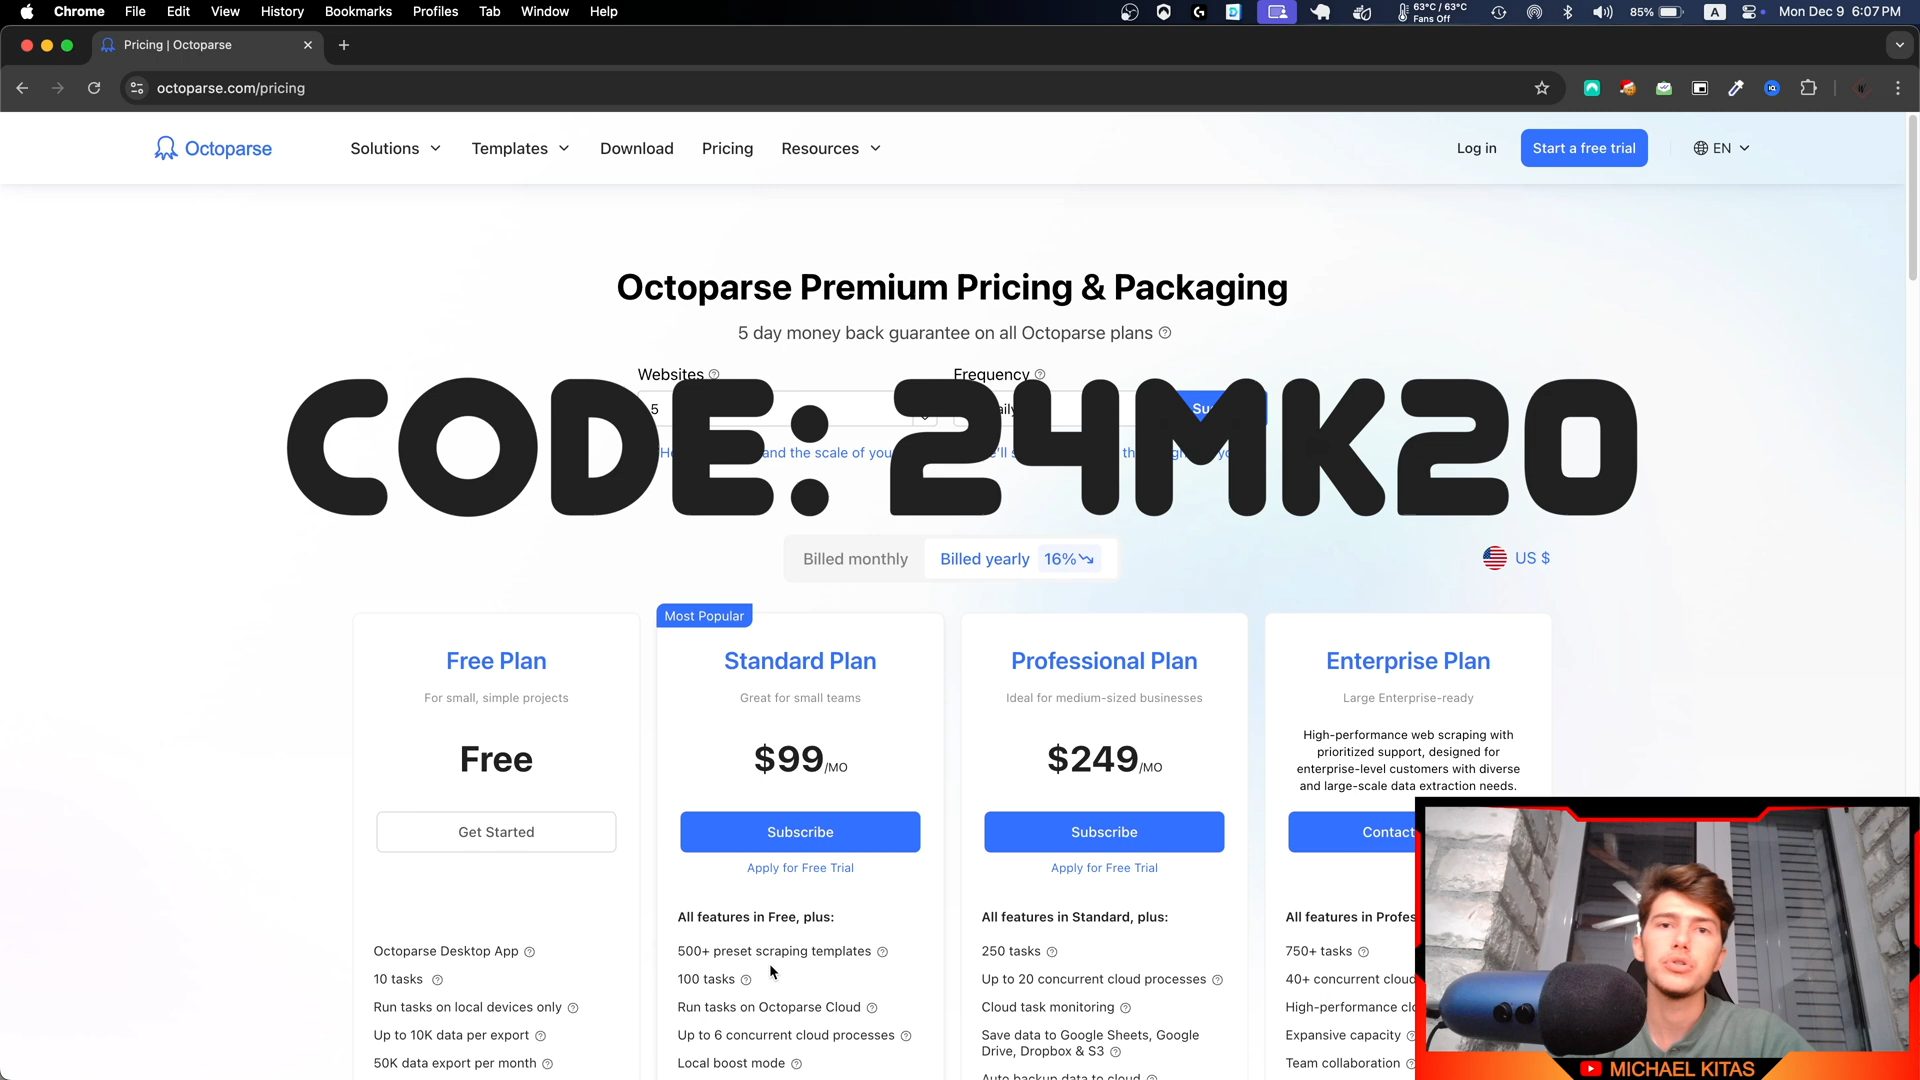 Chrome File Edit View History Bookmarks Profiles Tab Window Help
63°C / 63°C
Fans Off
85%
A
Mon Dec 9 6:07 PM
Pricing | Octoparse
octoparse.com/pricing
Octoparse
Solutions Templates Download Pricing Resources
Log in
Start a free trial
EN
Octoparse Premium Pricing & Packaging
5 day money back guarantee on all Octoparse plans
Websites Frequency
5
CODE: 24MK20
and the scale of you
Billed monthly Billed yearly 16%
US $
Most Popular
Free Plan
For small, simple projects
Free
Get Started
Octoparse Desktop App
10 tasks
Run tasks on local devices only
Up to 10K data per export
50K data export per month
Standard Plan
Great for small teams
$99/MO
Subscribe
Apply for Free Trial
All features in Free, plus:
500+ preset scraping templates
100 tasks
Run tasks on Octoparse Cloud
Up to 6 concurrent cloud processes
Local boost mode
Professional Plan
Ideal for medium-sized businesses
$249/MO
Subscribe
Apply for Free Trial
All features in Standard, plus:
250 tasks
Up to 20 concurrent cloud processes
Cloud task monitoring
Save data to Google Sheets, Google
Drive, Dropbox & S3
Auto backup data to cloud
Enterprise Plan
Large Enterprise-ready
High-performance web scraping with
prioritized support, designed for
enterprise-level customers with diverse
and large-scale data extraction needs.
Contact
All features in Profes
750+ tasks
40+ concurrent cloud
High-performance clo
Expansive capacity
Team collaboration
MICHAEL KITAS